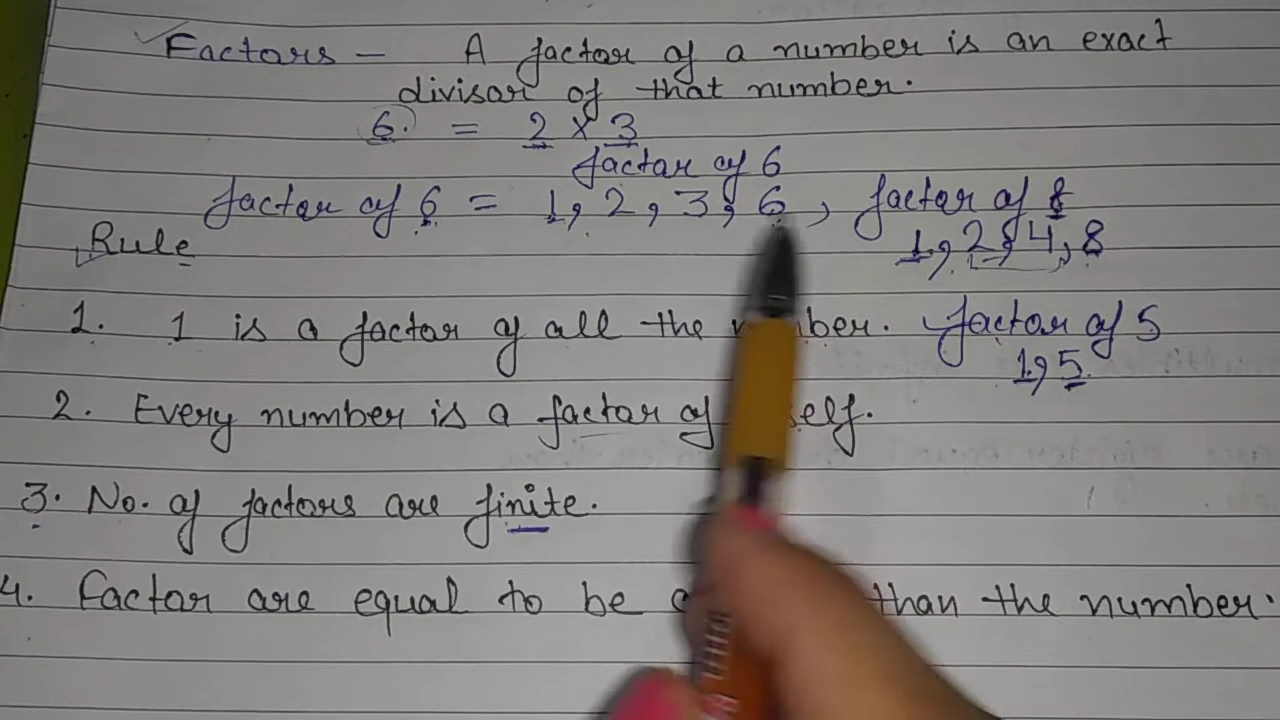 Factors - A factor of a number is an exact
divisar of that number.
6. = 2 × 3
factor of 6
factor of 6 = 1, 2, 3, 6, factor of 8
1, 2, 4, 8
Rule
1. 1 is a factor of all the number. factor of 5
1, 5
2. Every number is a factor of self.
3. No. of factors are finite.
4. Factor are equal to be than the number.